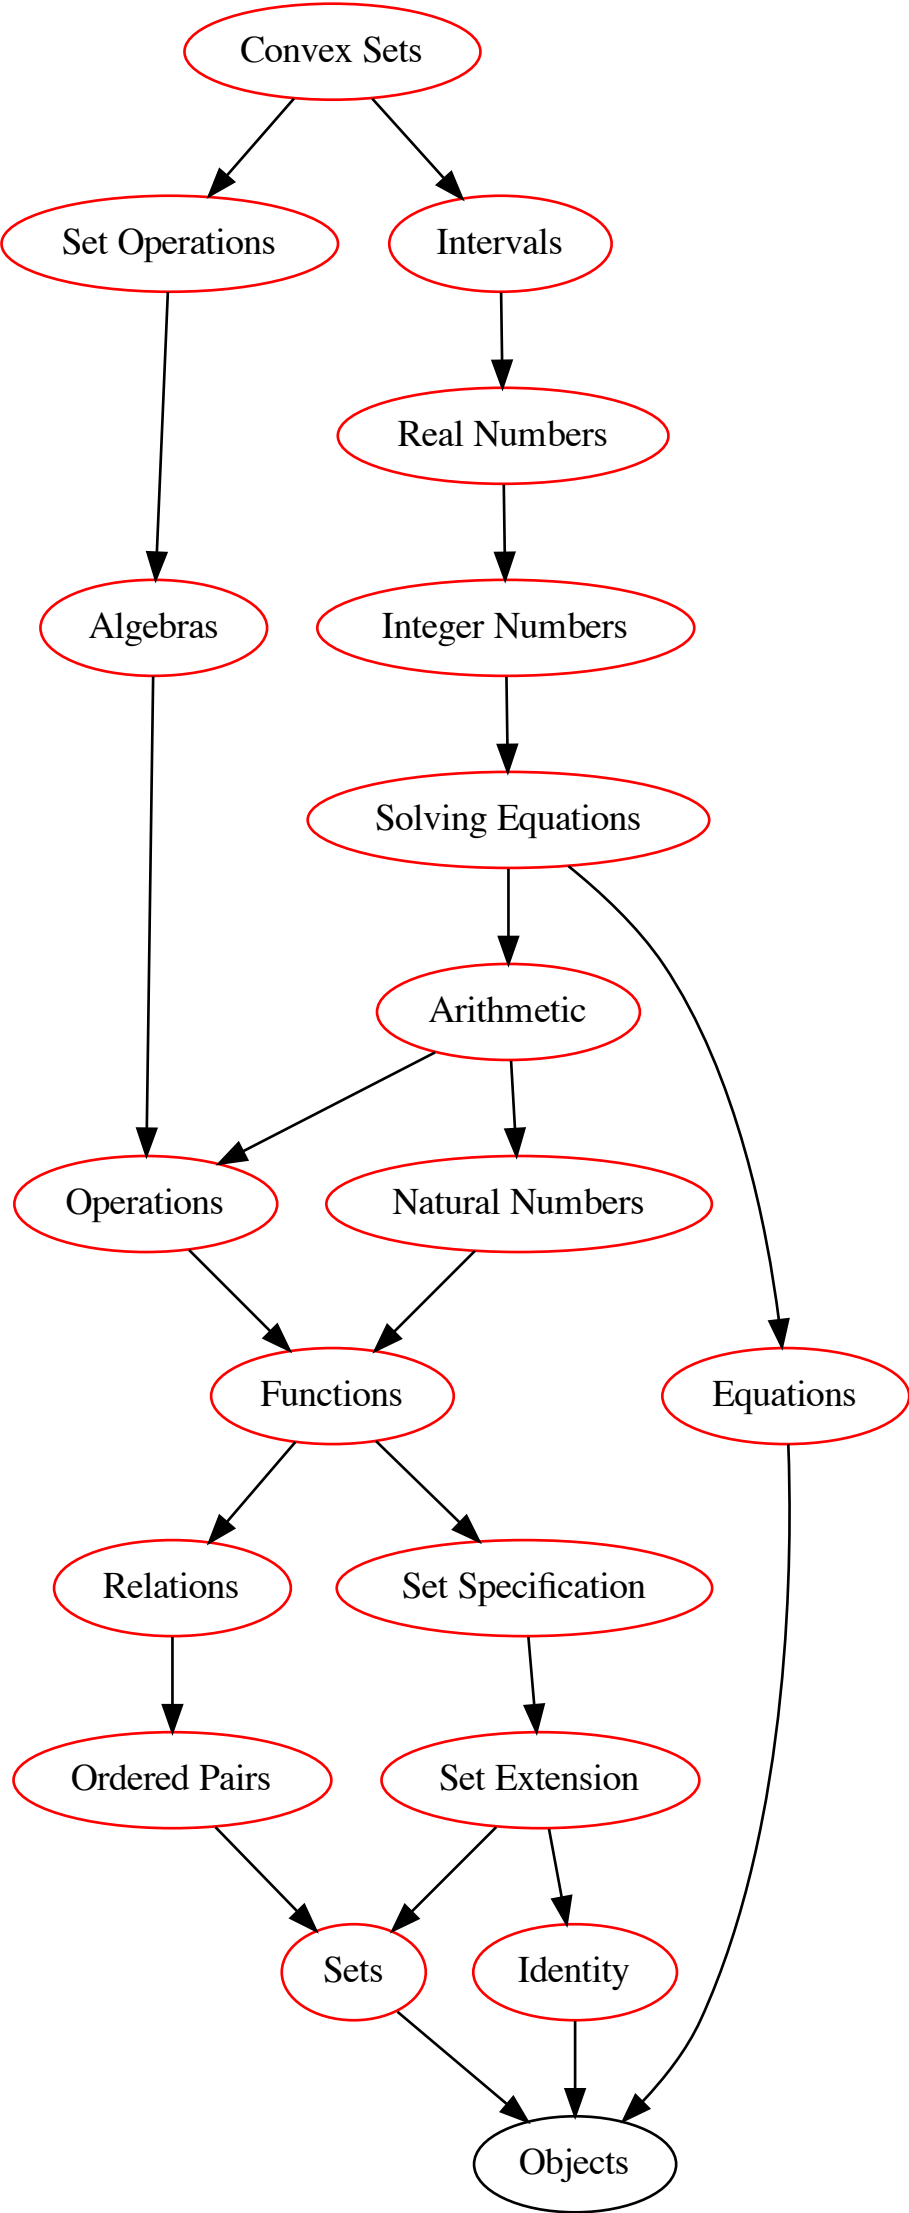 Convex Sets
Set Operations
Intervals
Real Numbers
Algebras
Integer Numbers
Solving Equations
Arithmetic
Operations
Natural Numbers
Functions
Equations
Relations
Set Specification
Ordered Pairs
Set Extension
Sets
Identity
Objects